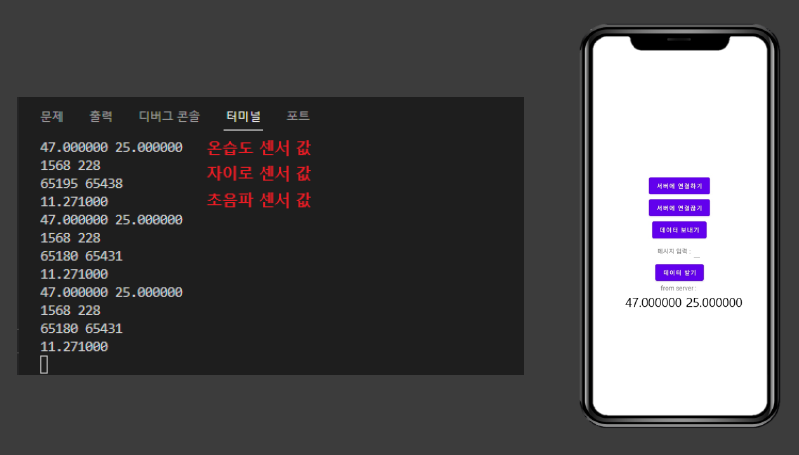 문제 출력 디버그 콘솔 터미널 포트
47.000000 25.000000 온습도 센서 값
1568 228 자이로 센서 값
65195 65438
11.271000 초음파 센서 값
47.000000 25.000000
1568 228
65180 65431
11.271000
47.000000 25.000000
1568 228
65180 65431
11.271000
서버에 연결하기
서버에 연결끊기
데이터 보내기
메시지 입력 :
데이터 받기
from server :
47.000000 25.000000